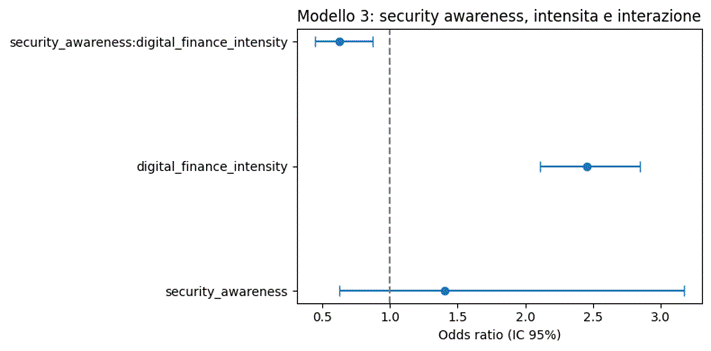 Modello 3: security awareness, intensita e interazione
security_awareness:digital_finance_intensity
digital_finance_intensity
security_awareness
0.5 1.0 1.5 2.0 2.5 3.0
Odds ratio (IC 95%)